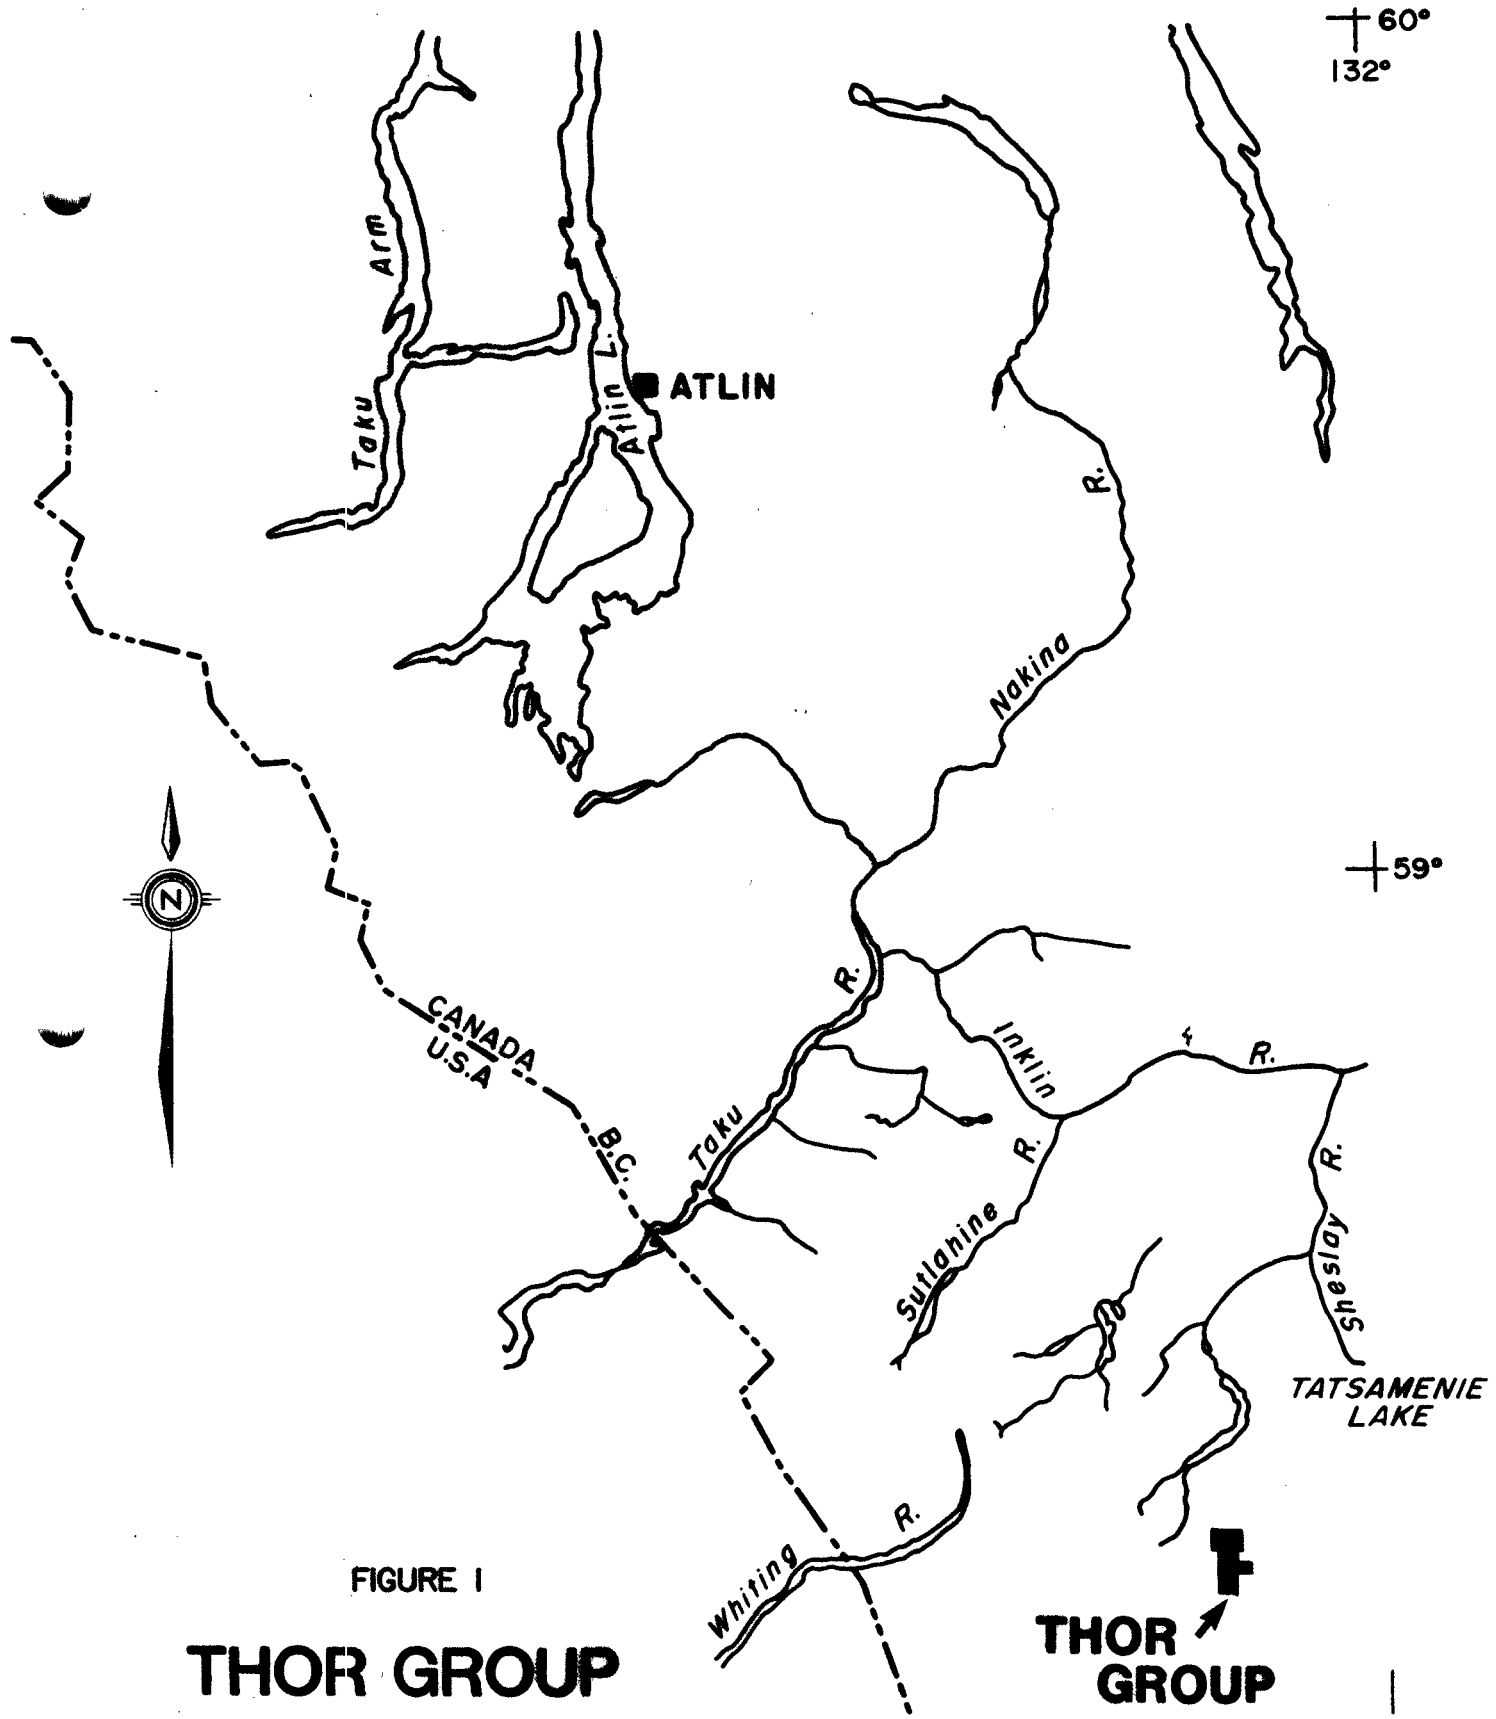 60°
132°
Taku Arm
Atlin L.
ATLIN
R.
Nakina
59°
N
R.
CANADA
U.S.A
Inklin
R.
Taku
B.C.
R.
R.
Sutlahine
Sheslay
TATSAMENIE
LAKE
R.
Whiting
FIGURE 1
THOR GROUP
THOR
GROUP